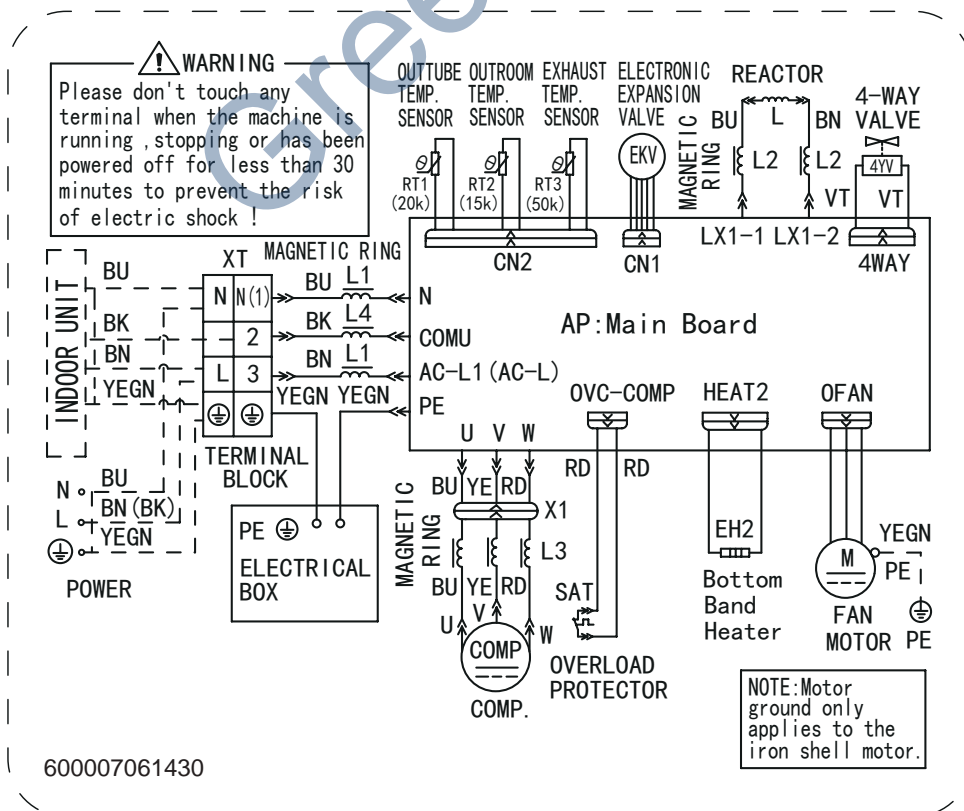 Gree
WARNING
Please don't touch any
terminal when the machine is
running ,stopping or has been
powered off for less than 30
minutes to prevent the risk
of electric shock !
OUTTUBE
TEMP.
SENSOR
OUTROOM
TEMP.
SENSOR
EXHAUST
TEMP.
SENSOR
ELECTRONIC
EXPANSION
VALVE
REACTOR
4-WAY
VALVE
MAGNETIC
RING
BU
L
BN
L2
L2
4YV
VT
VT
EKV
θ
RT1
(20k)
θ
RT2
(15k)
θ
RT3
(50k)
CN2
CN1
LX1-1
LX1-2
4WAY
INDOOR UNIT
BU
BK
BN
YEGN
XT
N
N(1)
2
L
3
MAGNETIC RING
BU
L1
BK
L4
BN
L1
YEGN
YEGN
N
COMU
AC-L1(AC-L)
PE
AP:Main Board
OVC-COMP
HEAT2
OFAN
U
V
W
TERMINAL
BLOCK
N
BU
L
BN(BK)
YEGN
POWER
PE
ELECTRICAL
BOX
MAGNETIC
RING
BU
YE
RD
X1
L3
BU
YE
RD
U
V
W
COMP
COMP.
RD
RD
SAT
OVERLOAD
PROTECTOR
EH2
Bottom
Band
Heater
M
FAN
MOTOR
YEGN
PE
PE
NOTE:Motor
ground only
applies to the
iron shell motor.
600007061430